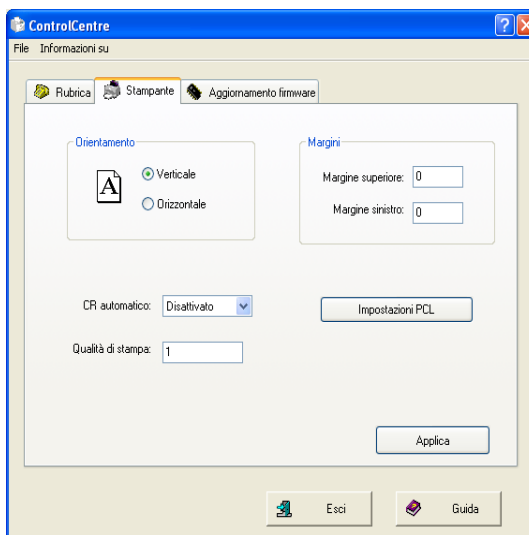 ControlCentre
File Informazioni su
Rubrica Stampante Aggiornamento firmware
Orientamento
A
Verticale
Orizzontale
Margini
Margine superiore: 0
Margine sinistro: 0
CR automatico: Disattivato
Impostazioni PCL
Qualità di stampa: 1
Applica
Esci Guida